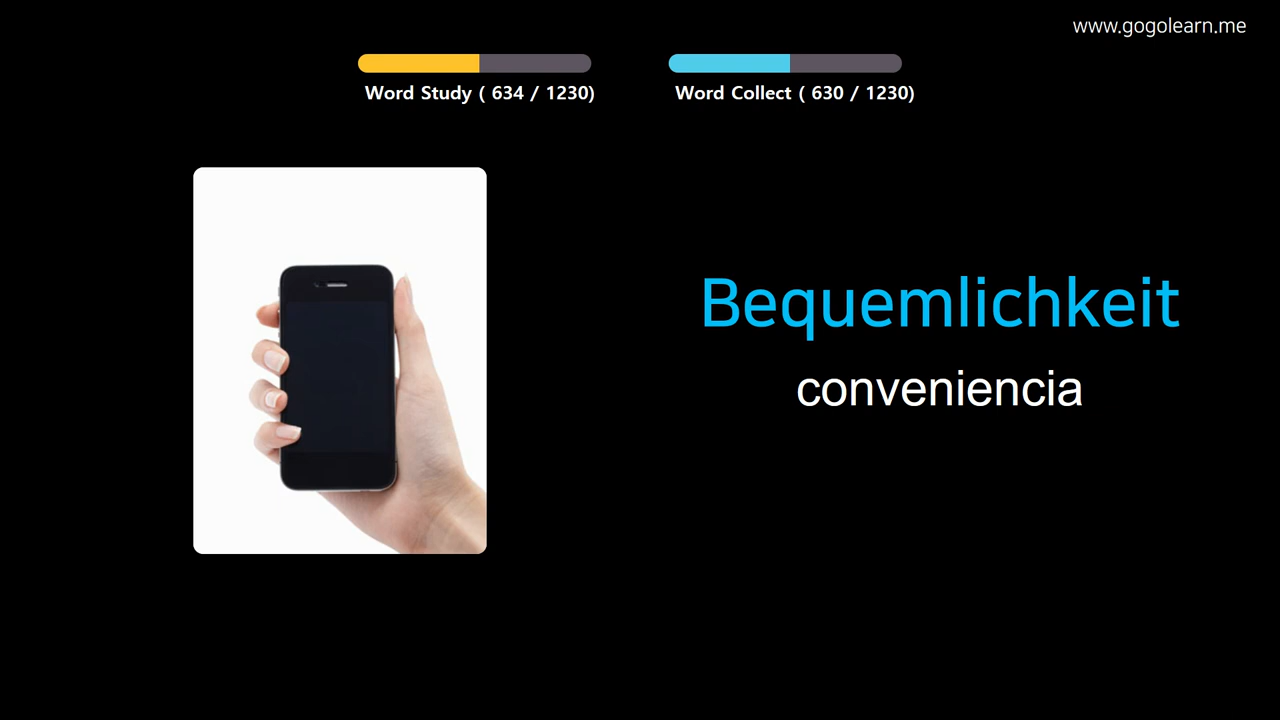 www.gogolearn.me
Word Study ( 634 / 1230)
Word Collect ( 630 / 1230)
Bequemlichkeit
conveniencia